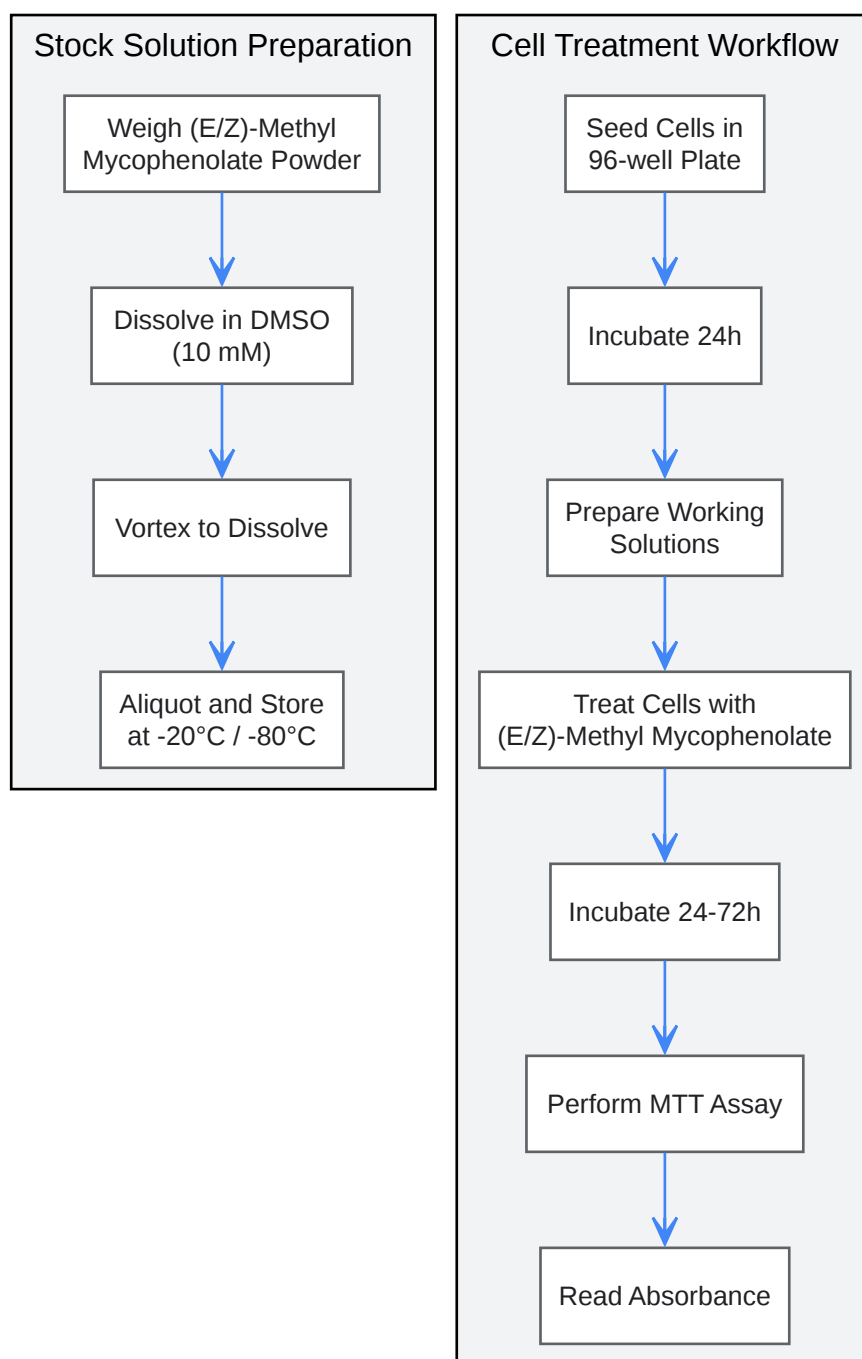 Stock Solution Preparation
Weigh (E/Z)-Methyl
Mycophenolate Powder
Dissolve in DMSO
(10 mM)
Vortex to Dissolve
Aliquot and Store
at -20°C / -80°C
Cell Treatment Workflow
Seed Cells in
96-well Plate
Incubate 24h
Prepare Working
Solutions
Treat Cells with
(E/Z)-Methyl Mycophenolate
Incubate 24-72h
Perform MTT Assay
Read Absorbance